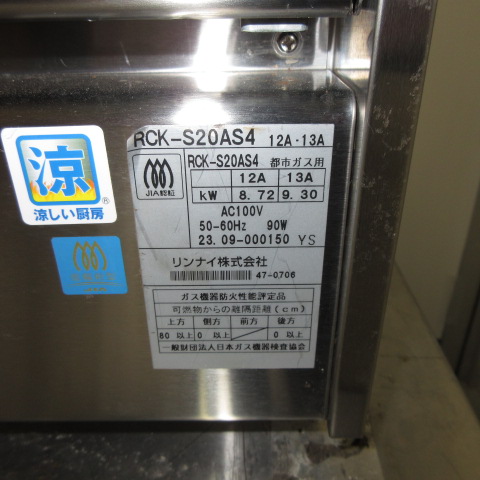 RCK-S20AS4 12A・13A
RCK-S20AS4 都市ガス用
12A 13A
kW 8.72 9.30
AC100V
50-60Hz 90W
23.09-000150 YS
リンナイ株式会社
47-0706
JIA認証
涼
涼しい厨房
®
ガス機器防火性能評定品
可燃物からの離隔距離(cm)
上方 側方 前方 後方
80 以上 0 以上 0 以上
一般財団法人日本ガス機器検査協会